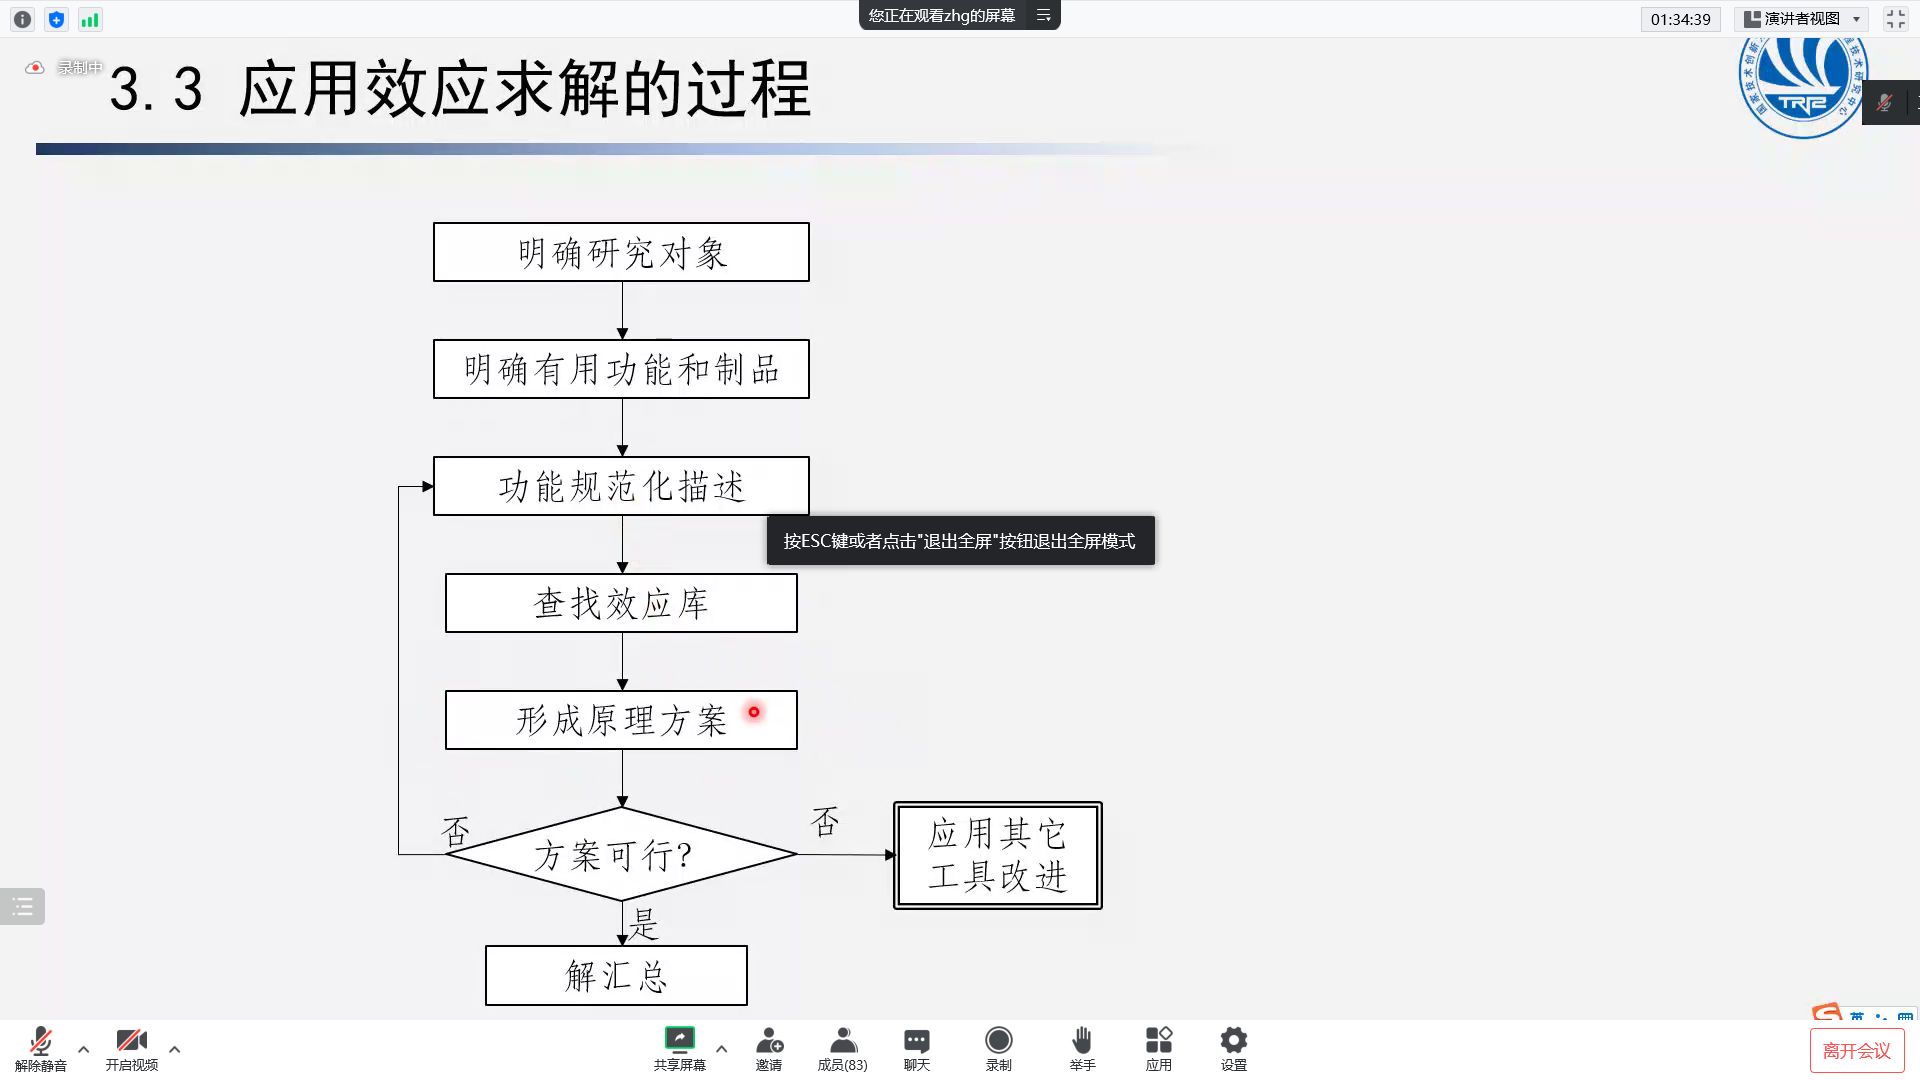 您正在观看zhg的屏幕
01:34:39
演讲者视图
录制中
3.3 应用效应求解的过程
TRIZ
明确研究对象
明确有用功能和制品
功能规范化描述
按ESC键或者点击"退出全屏"按钮退出全屏模式
查找效应库
形成原理方案
否
否
方案可行?
应用其它
工具改进
是
解汇总
英
解除静音
开启视频
共享屏幕
邀请
成员(83)
聊天
录制
举手
应用
设置
离开会议